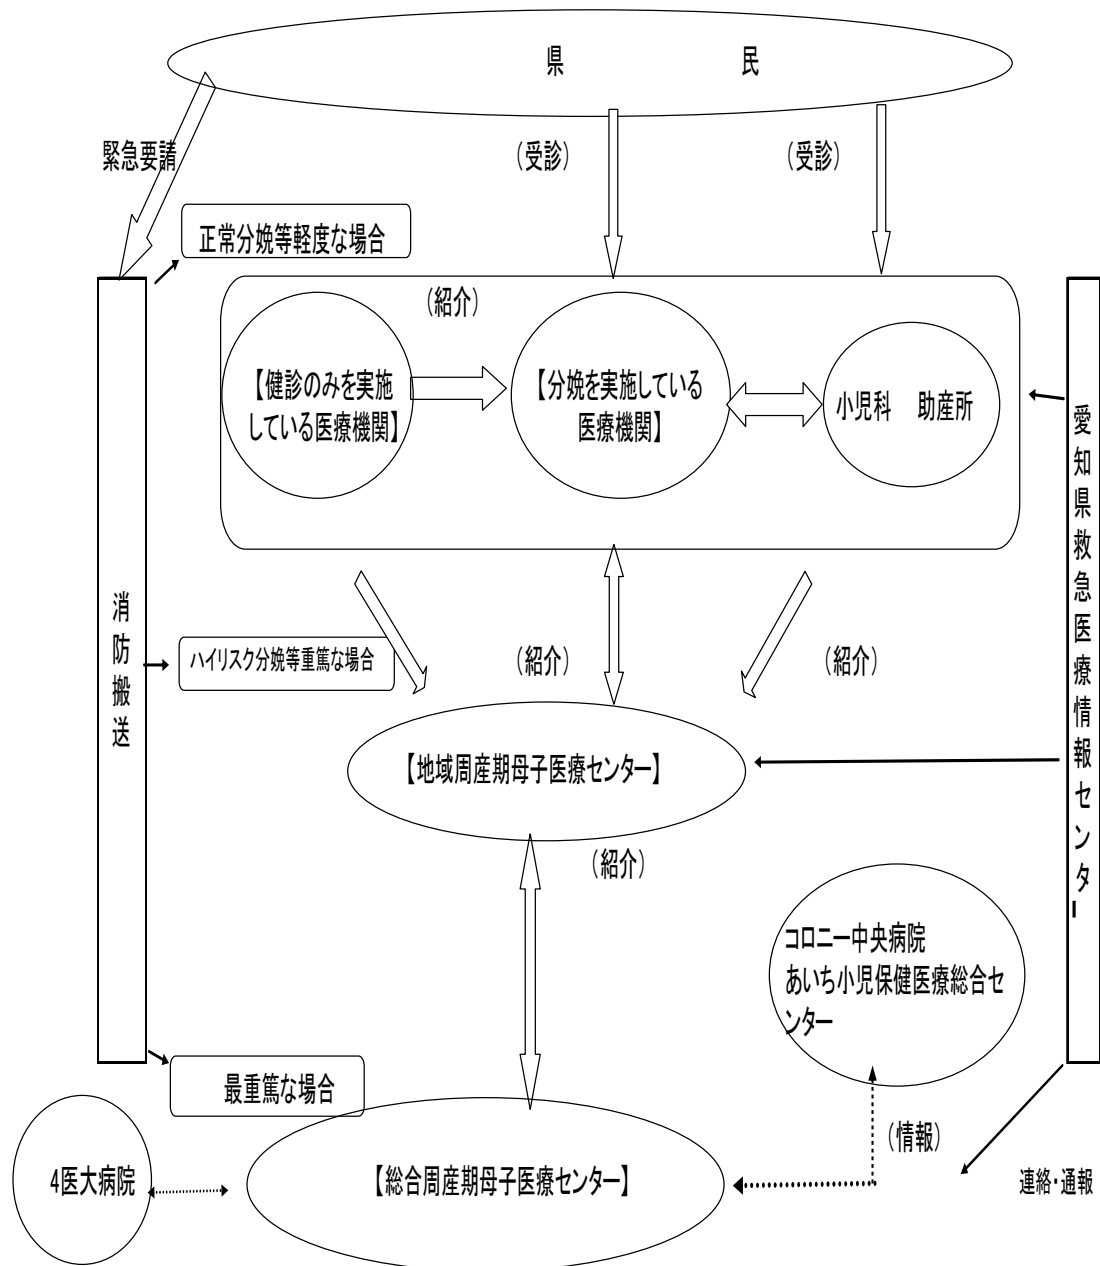 県 民
緊急要請
(受診)
(受診)
正常分娩等軽度な場合
(紹介)
【健診のみを実施
している医療機関】
【分娩を実施している
医療機関】
小児科 助産所
愛知県救急医療情報センター
消防搬送
ハイリスク分娩等重篤な場合
(紹介)
(紹介)
【地域周産期母子医療センター】
(紹介)
コロニー中央病院
あいち小児保健医療総合セ
ンター
最重篤な場合
(情報)
4医大病院
【総合周産期母子医療センター】
連絡・通報